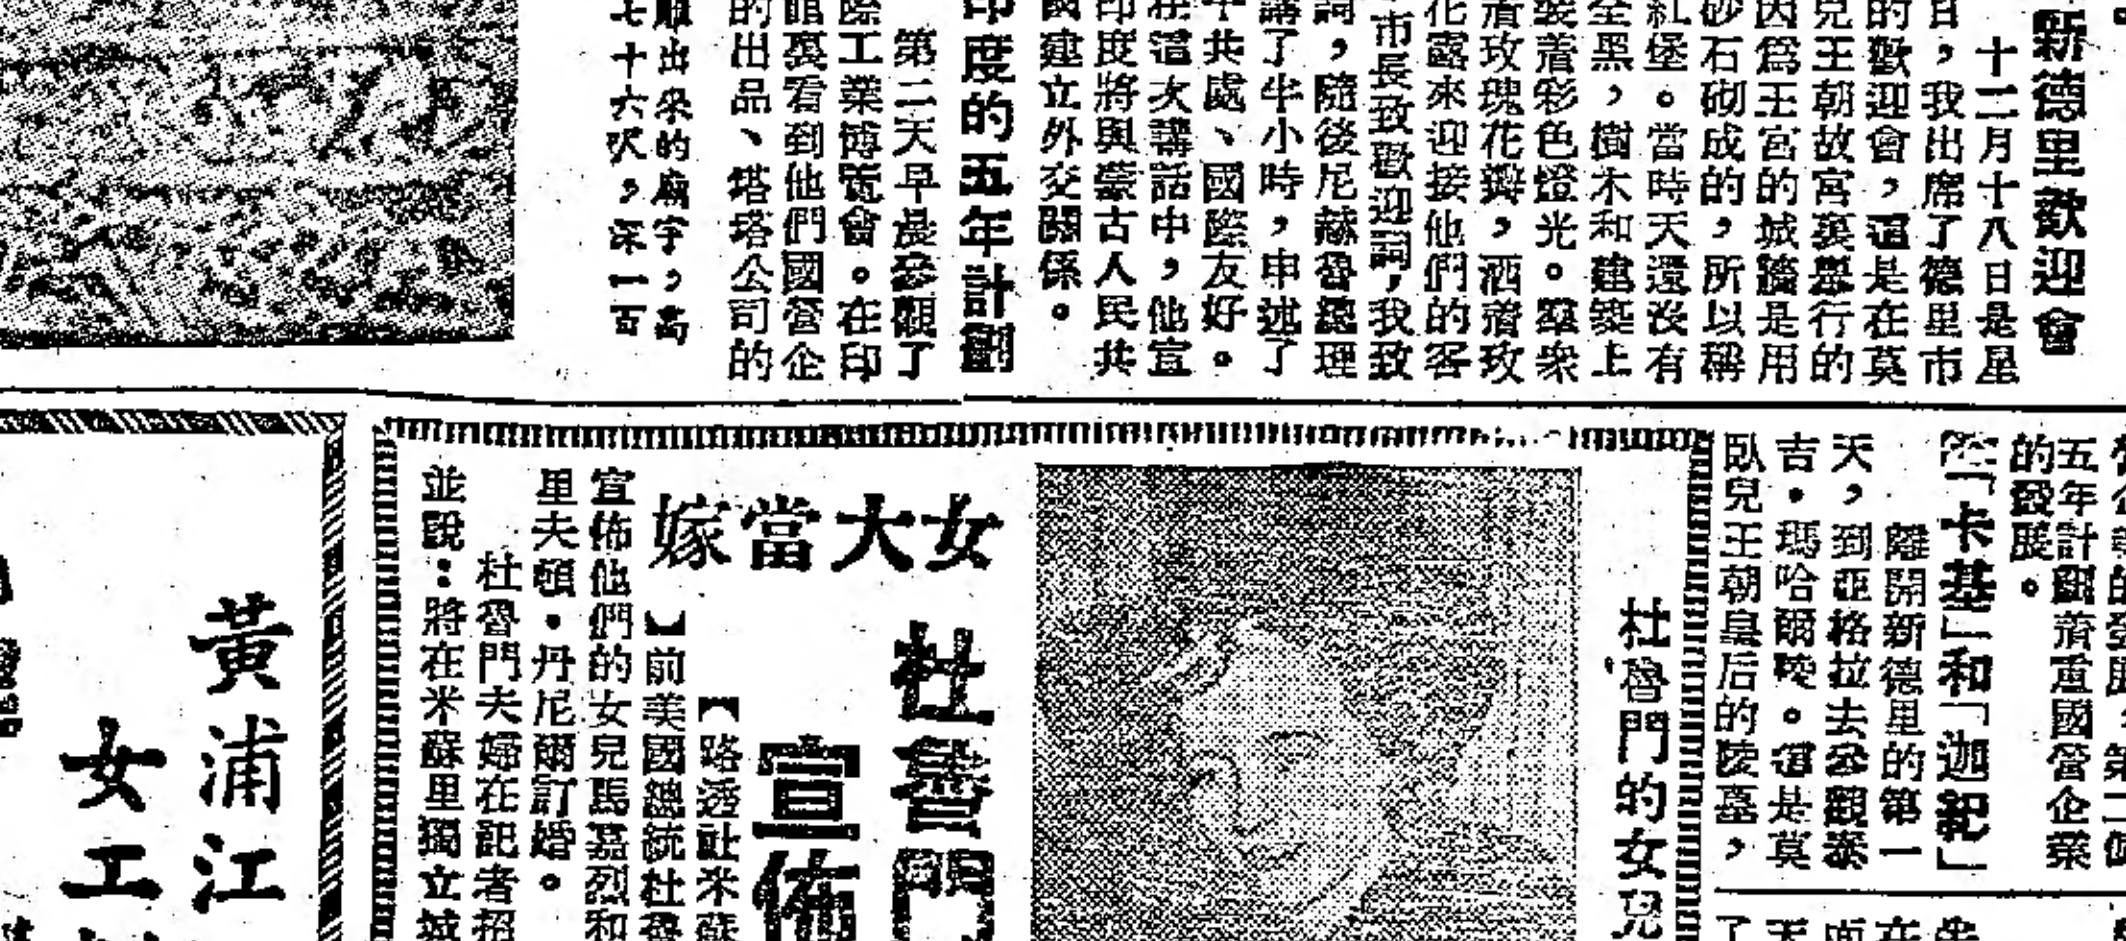 新德里歡迎會
十二月十八日是星
日，我出席了德里市
的歡迎會，這是在莫
兒王朝故宮裏舉行的
因爲王宮的城牆是用
砂石砌成的，所以稱
紅堡。當時天還沒有
全黑，樹木和建築上
裝着彩色燈光。羣衆
着玫瑰花瓣，洒着玫
花露來迎接他們的客
市長致歡迎詞，我致
詞，隨後尼赫魯總理
講了半小時，申述了
中共處、國際友好。
在這次講話中，他宣
印度將與蒙古人民共
國建立外交關係。
印度的五年計劃
第二天早晨參觀了
際工業博覽會。在印
館裏看到他們國營企
的出品、塔塔公司的
雕出來的廟宇，高
七十六呎，深一百
五年計劃着重國營企業
的發展。
「卡基」和「迦記」
離開新德里的第一
天，到亞格拉去參觀泰
吉·瑪哈爾陵。這是莫
臥兒王朝皇后的陵墓，
杜魯門的女兒
女大當嫁
杜魯門
宣佈
【路透社米蘇
】前美國總統杜魯
宣佈他們的女兒馬嘉烈和
里夫頓·丹尼爾訂婚。
杜魯門夫婦在記者招
並說：將在米蘇里獨立城
黃浦江
女工